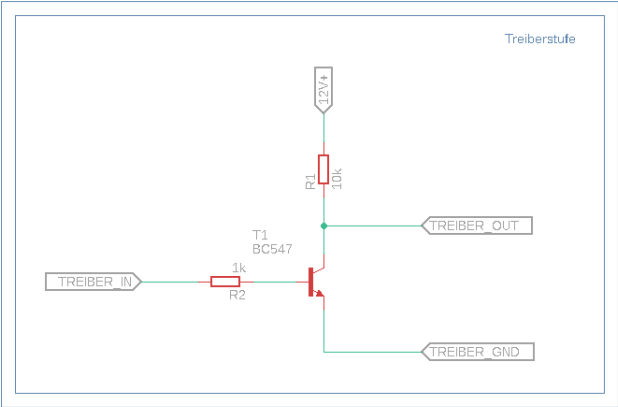 Treiberstufe
12V+
R1
10k
TREIBER_OUT
T1
BC547
1k
TREIBER_IN
R2
TREIBER_GND